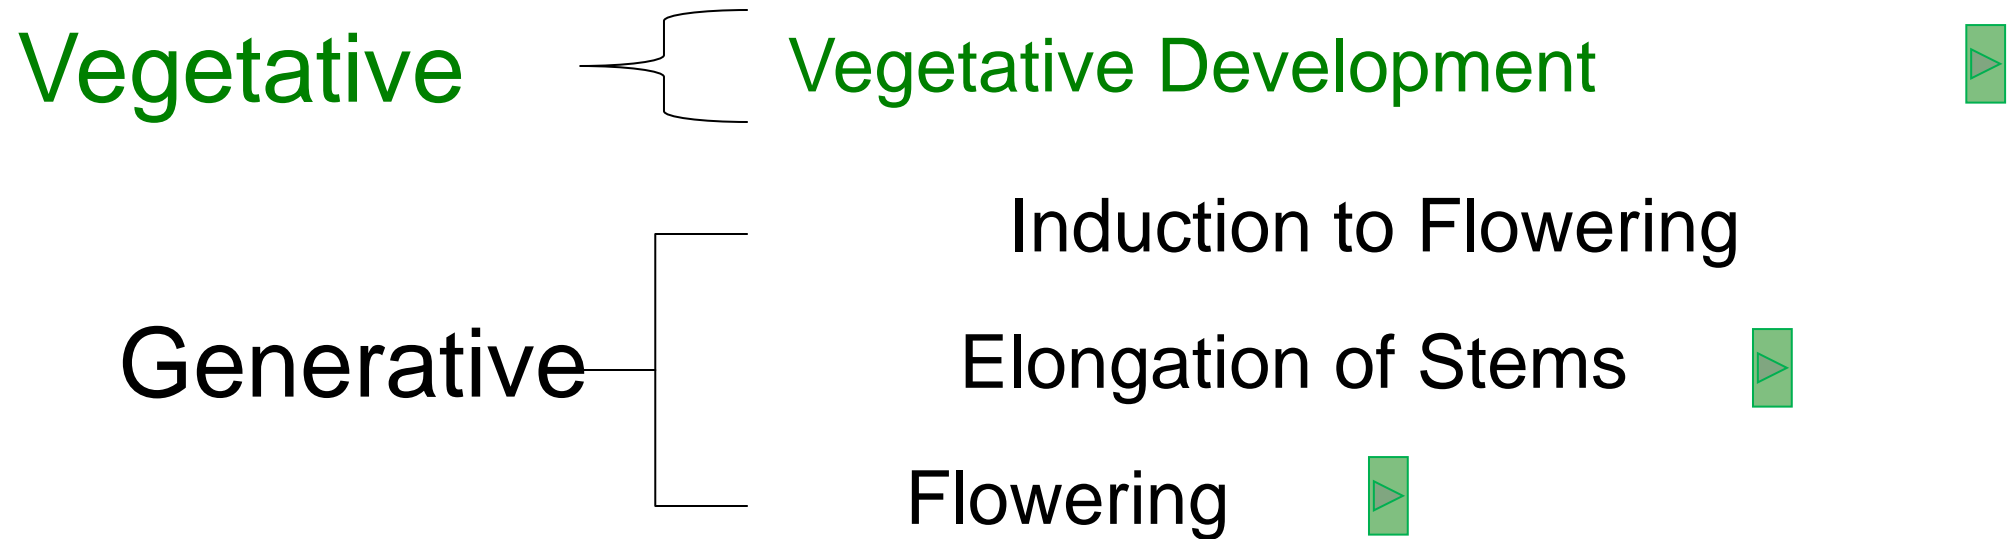 Vegetative
Vegetative Development
Generative
Induction to Flowering
Elongation of Stems
Flowering